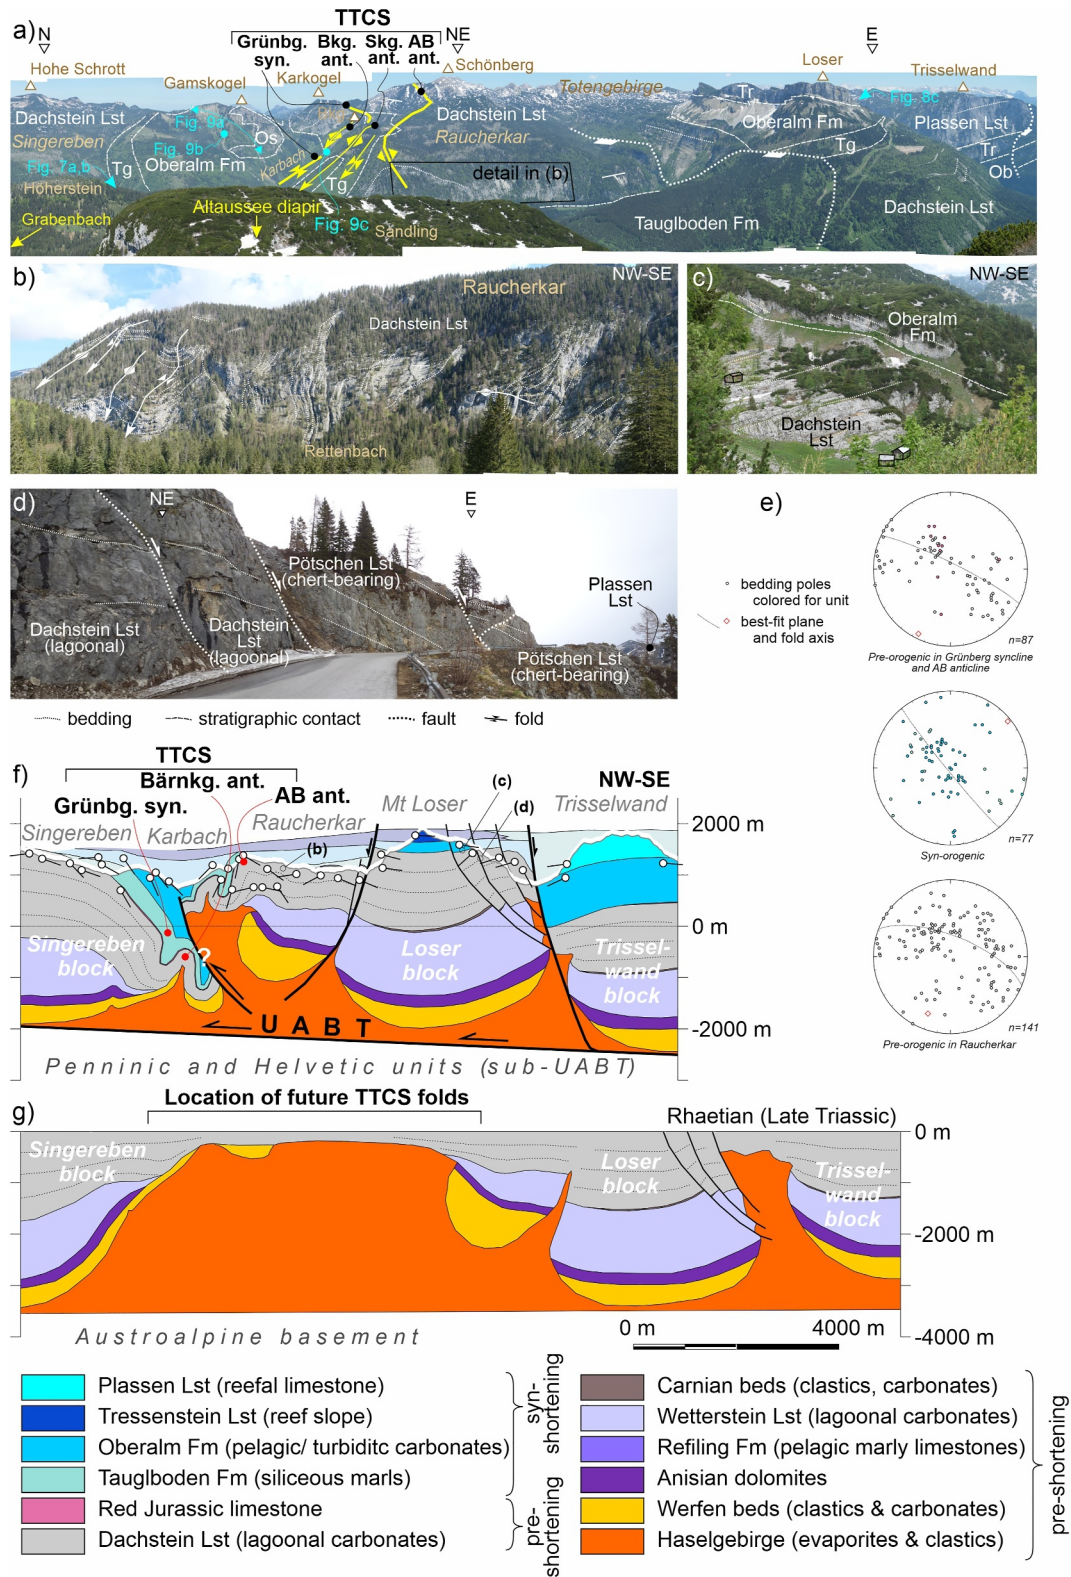 a)
N
TTCS
Grünbg. syn.
Bkg. ant.
Skg. ant.
AB ant.
NE
E
Hohe Schrott
Gamskogel
Karkogel
Schönberg
Totengebirge
Loser
Trisselwand
Dachstein Lst
Singereben
Fig. 9a
Fig. 9b
Os
Oberalm Fm
Fig. 7a,b
Tg
Höherstein
Grabenbach
Karbach
Tg
Altaussee diapir
Fig. 9c
Sandling
Dachstein Lst
Raucherkar
detail in (b)
Tr
Oberalm Fm
Tg
Tauglboden Fm
Fig. 8c
Plassen Lst
Tr
Ob
Dachstein Lst
b)
NW-SE
Raucherkar
Dachstein Lst
Rettenbach
c)
NW-SE
Oberalm
Fm
Dachstein
Lst
d)
NE
E
Pötschen Lst
(chert-bearing)
Plassen
Lst
Dachstein Lst
(lagoonal)
Dachstein
Lst
(lagoonal)
Pötschen Lst
(chert-bearing)
bedding
stratigraphic contact
fault
fold
e)
bedding poles
colored for unit
best-fit plane
and fold axis
n=87
Pre-orogenic in Grünberg syncline
and AB anticline
n=77
Syn-orogenic
n=141
Pre-orogenic in Raucherkar
f)
TTCS
Bärnkg. ant.
Grünbg. syn.
AB ant.
NW-SE
Singereben
Karbach
Raucherkar
Mt Loser
Trisselwand
(b)
(c)
(d)
2000 m
0 m
-2000 m
Singereben
block
?
Loser
block
Trissel-
wand
block
UABT
Penninic and Helvetic units (sub-UABT)
g)
Location of future TTCS folds
Rhaetian (Late Triassic)
Singereben
block
Loser
block
Trissel-
wand
block
0 m
-2000 m
-4000 m
Austroalpine basement
0 m
4000 m
Plassen Lst (reefal limestone)
Tressenstein Lst (reef slope)
Oberalm Fm (pelagic/ turbiditc carbonates)
Tauglboden Fm (siliceous marls)
Red Jurassic limestone
Dachstein Lst (lagoonal carbonates)
syn-
shortening
pre-
shortening
Carnian beds (clastics, carbonates)
Wetterstein Lst (lagoonal carbonates)
Refiling Fm (pelagic marly limestones)
Anisian dolomites
Werfen beds (clastics & carbonates)
Haselgebirge (evaporites & clastics)
pre-shortening